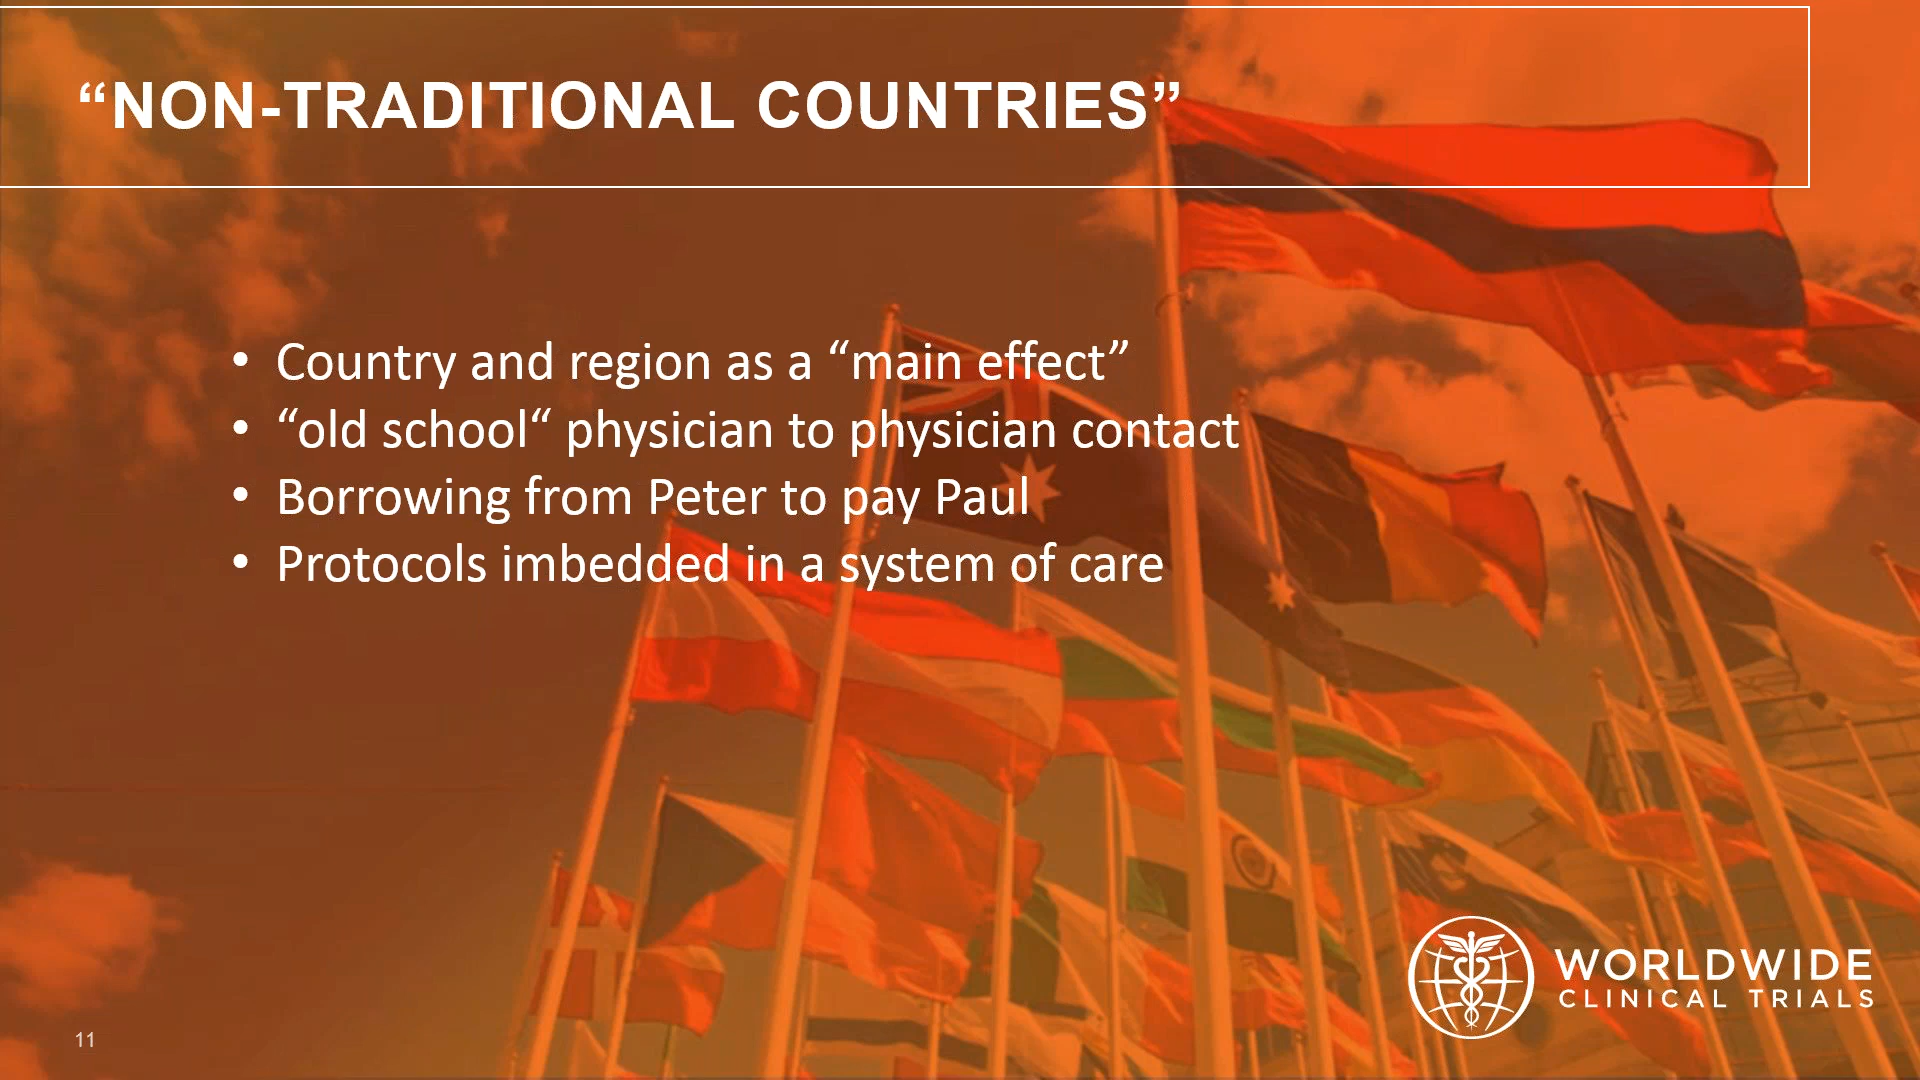 “NON-TRADITIONAL COUNTRIES”
• Country and region as a “main effect”
• “old school“ physician to physician contact
• Borrowing from Peter to pay Paul
• Protocols imbedded in a system of care
WORLDWIDE
CLINICAL TRIALS
11